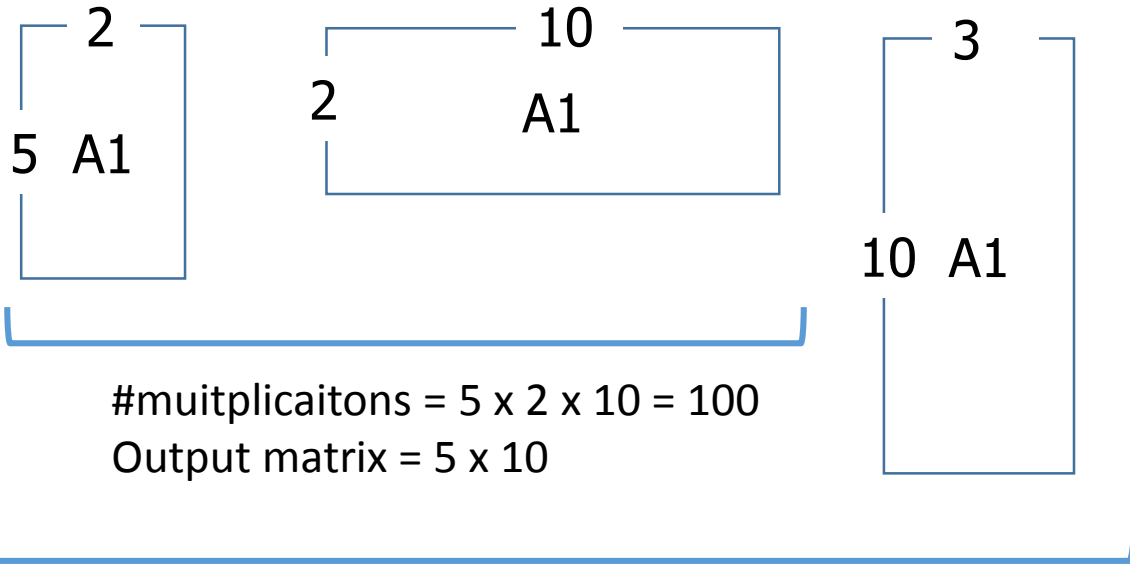 2
5 A1
10
2
A1
3
10 A1
#muitplicaitons = 5 x 2 x 10 = 100
Output matrix = 5 x 10